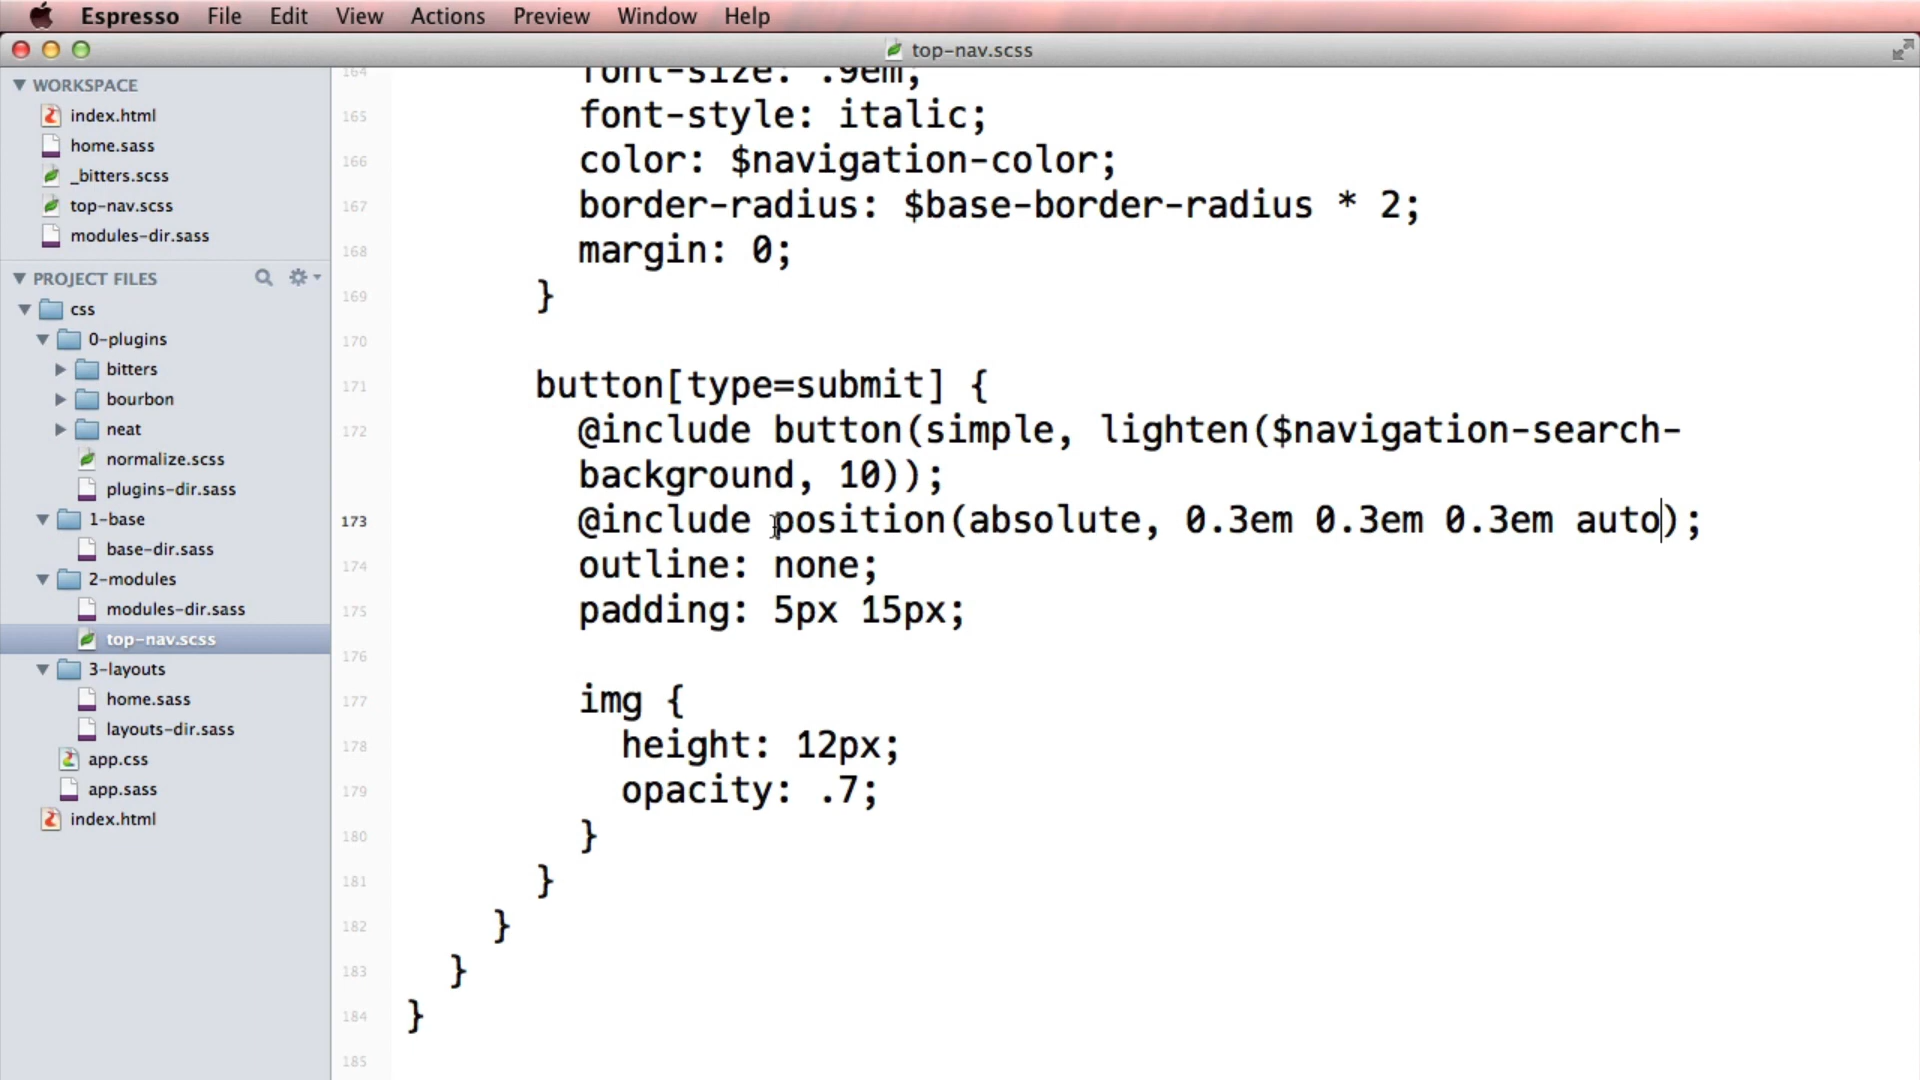 Espresso File Edit View Actions Preview Window Help
top-nav.scss
WORKSPACE
index.html
home.sass
_bitters.scss
top-nav.scss
modules-dir.sass
PROJECT FILES
css
0-plugins
bitters
bourbon
neat
normalize.scss
plugins-dir.sass
1-base
base-dir.sass
2-modules
modules-dir.sass
top-nav.scss
3-layouts
home.sass
layouts-dir.sass
app.css
app.sass
index.html
164 font-size: .9em;
165 font-style: italic;
166 color: $navigation-color;
167 border-radius: $base-border-radius * 2;
168 margin: 0;
169 }
170
171 button[type=submit] {
172 @include button(simple, lighten($navigation-search-
background, 10));
173 @include position(absolute, 0.3em 0.3em 0.3em auto);
174 outline: none;
175 padding: 5px 15px;
176
177 img {
178 height: 12px;
179 opacity: .7;
180 }
181 }
182 }
183 }
184 }
185